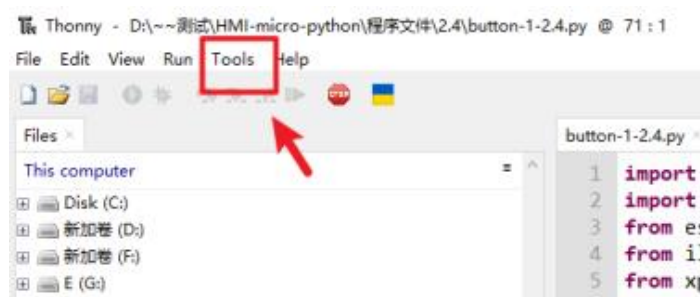 Thonny - D:\~~测试\HMI-micro-python\程序文件\2.4\button-1-2.4.py @ 71 : 1
File Edit View Run Tools Help
STOP
Files
button-1-2.4.py
This computer
Disk (C:)
新加卷 (D:)
新加卷 (F:)
E (G:)
1 import
2 import
3 from es
4 from
5 from xp